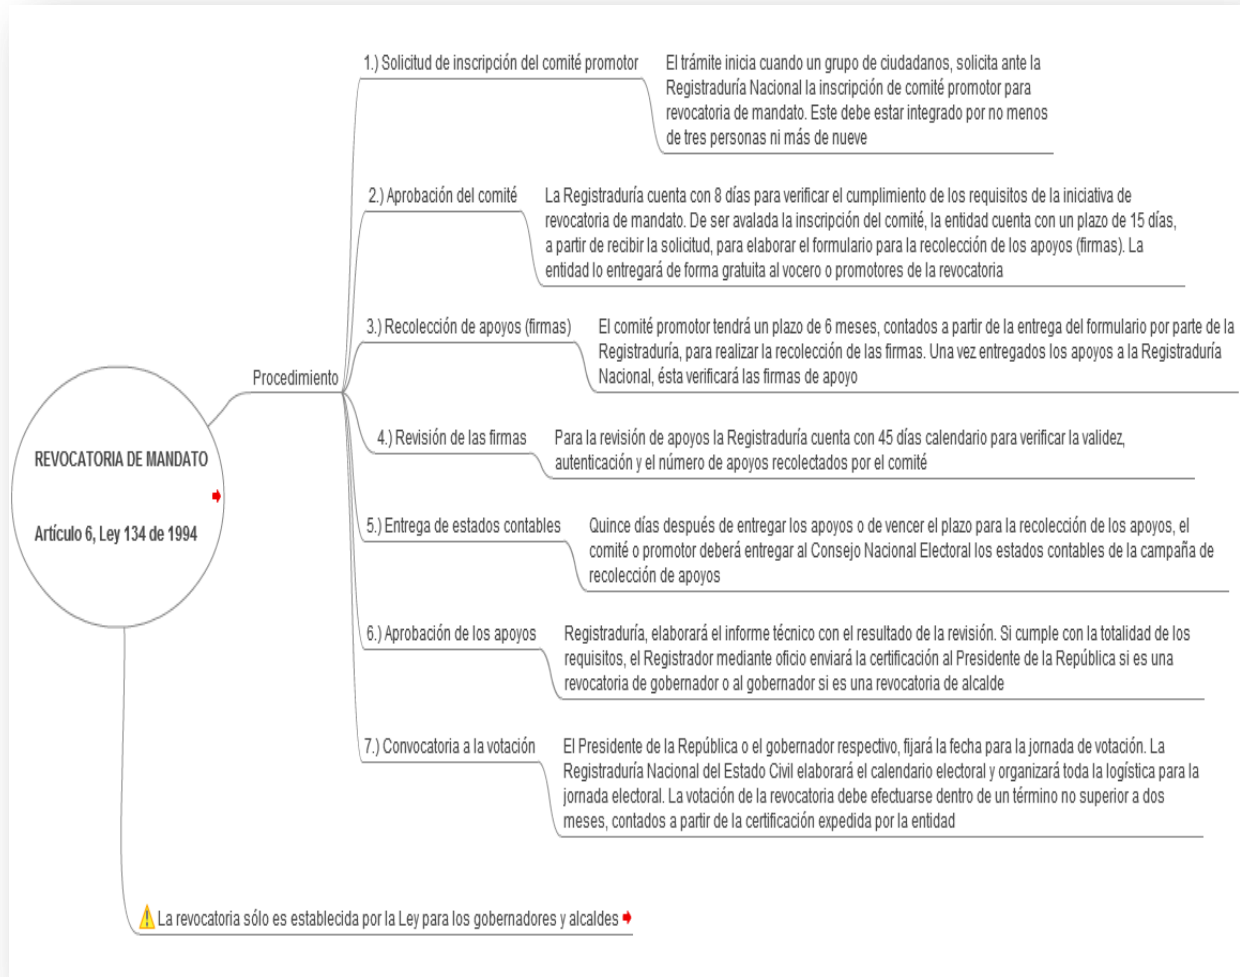 1.) Solicitud de inscripción del comité promotor
El trámite inicia cuando un grupo de ciudadanos, solicita ante la
Registraduría Nacional la inscripción de comité promotor para
revocatoria de mandato. Este debe estar integrado por no menos
de tres personas ni más de nueve
2.) Aprobación del comité
La Registraduría cuenta con 8 días para verificar el cumplimiento de los requisitos de la iniciativa de
revocatoria de mandato. De ser avalada la inscripción del comité, la entidad cuenta con un plazo de 15 días,
a partir de recibir la solicitud, para elaborar el formulario para la recolección de los apoyos (firmas). La
entidad lo entregará de forma gratuita al vocero o promotores de la revocatoria
3.) Recolección de apoyos (firmas)
El comité promotor tendrá un plazo de 6 meses, contados a partir de la entrega del formulario por parte de la
Registraduría, para realizar la recolección de las firmas. Una vez entregados los apoyos a la Registraduría
Nacional, ésta verificará las firmas de apoyo
Procedimiento
4.) Revisión de las firmas
Para la revisión de apoyos la Registraduría cuenta con 45 días calendario para verificar la validez,
autenticación y el número de apoyos recolectados por el comité
REVOCATORIA DE MANDATO
Artículo 6, Ley 134 de 1994
5.) Entrega de estados contables
Quince días después de entregar los apoyos o de vencer el plazo para la recolección de los apoyos, el
comité o promotor deberá entregar al Consejo Nacional Electoral los estados contables de la campaña de
recolección de apoyos
6.) Aprobación de los apoyos
Registraduría, elaborará el informe técnico con el resultado de la revisión. Si cumple con la totalidad de los
requisitos, el Registrador mediante oficio enviará la certificación al Presidente de la República si es una
revocatoria de gobernador o al gobernador si es una revocatoria de alcalde
7.) Convocatoria a la votación
El Presidente de la República o el gobernador respectivo, fijará la fecha para la jornada de votación. La
Registraduría Nacional del Estado Civil elaborará el calendario electoral y organizará toda la logística para la
jornada electoral. La votación de la revocatoria debe efectuarse dentro de un término no superior a dos
meses, contados a partir de la certificación expedida por la entidad
La revocatoria sólo es establecida por la Ley para los gobernadores y alcaldes